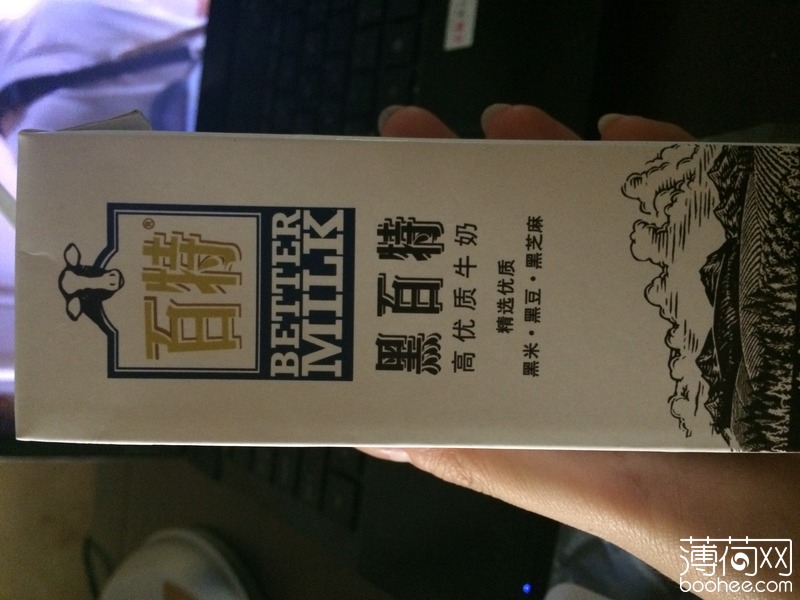 百特®
BETTER
MILK
黑百特
高优质牛奶
精选优质
黑米·黑豆·黑芝麻
薄荷网
boohee.com